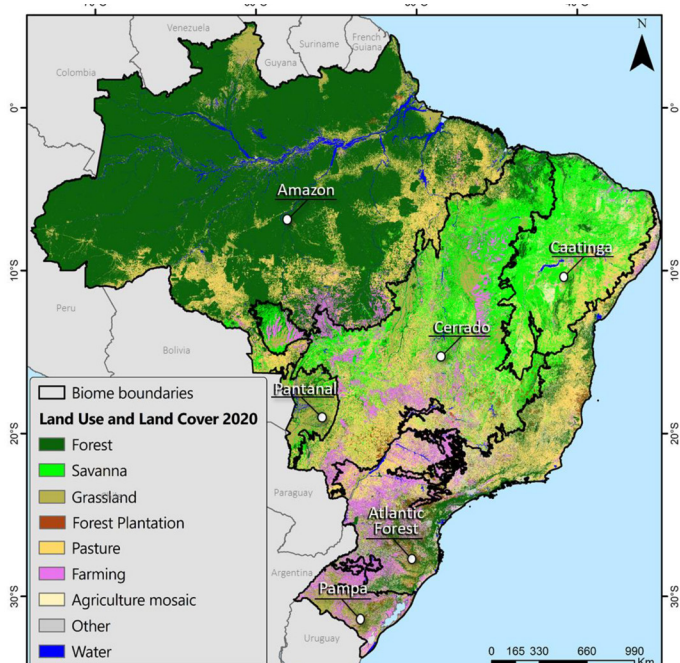 Venezuela
Suriname
French
Guiana
Guyana
Colombia
N
0°
0°
Amazon
Caatinga
10°S
10°S
Peru
Cerrado
Bolivia
Pantanal
Biome boundaries
Land Use and Land Cover 2020
Forest
Savanna
Grassland
Forest Plantation
Pasture
Farming
Agriculture mosaic
Other
Water
20°S
20°S
Paraguay
Atlantic
Forest
Argentina
Pampa
30°S
30°S
Uruguay
0 165 330 660 990
Km